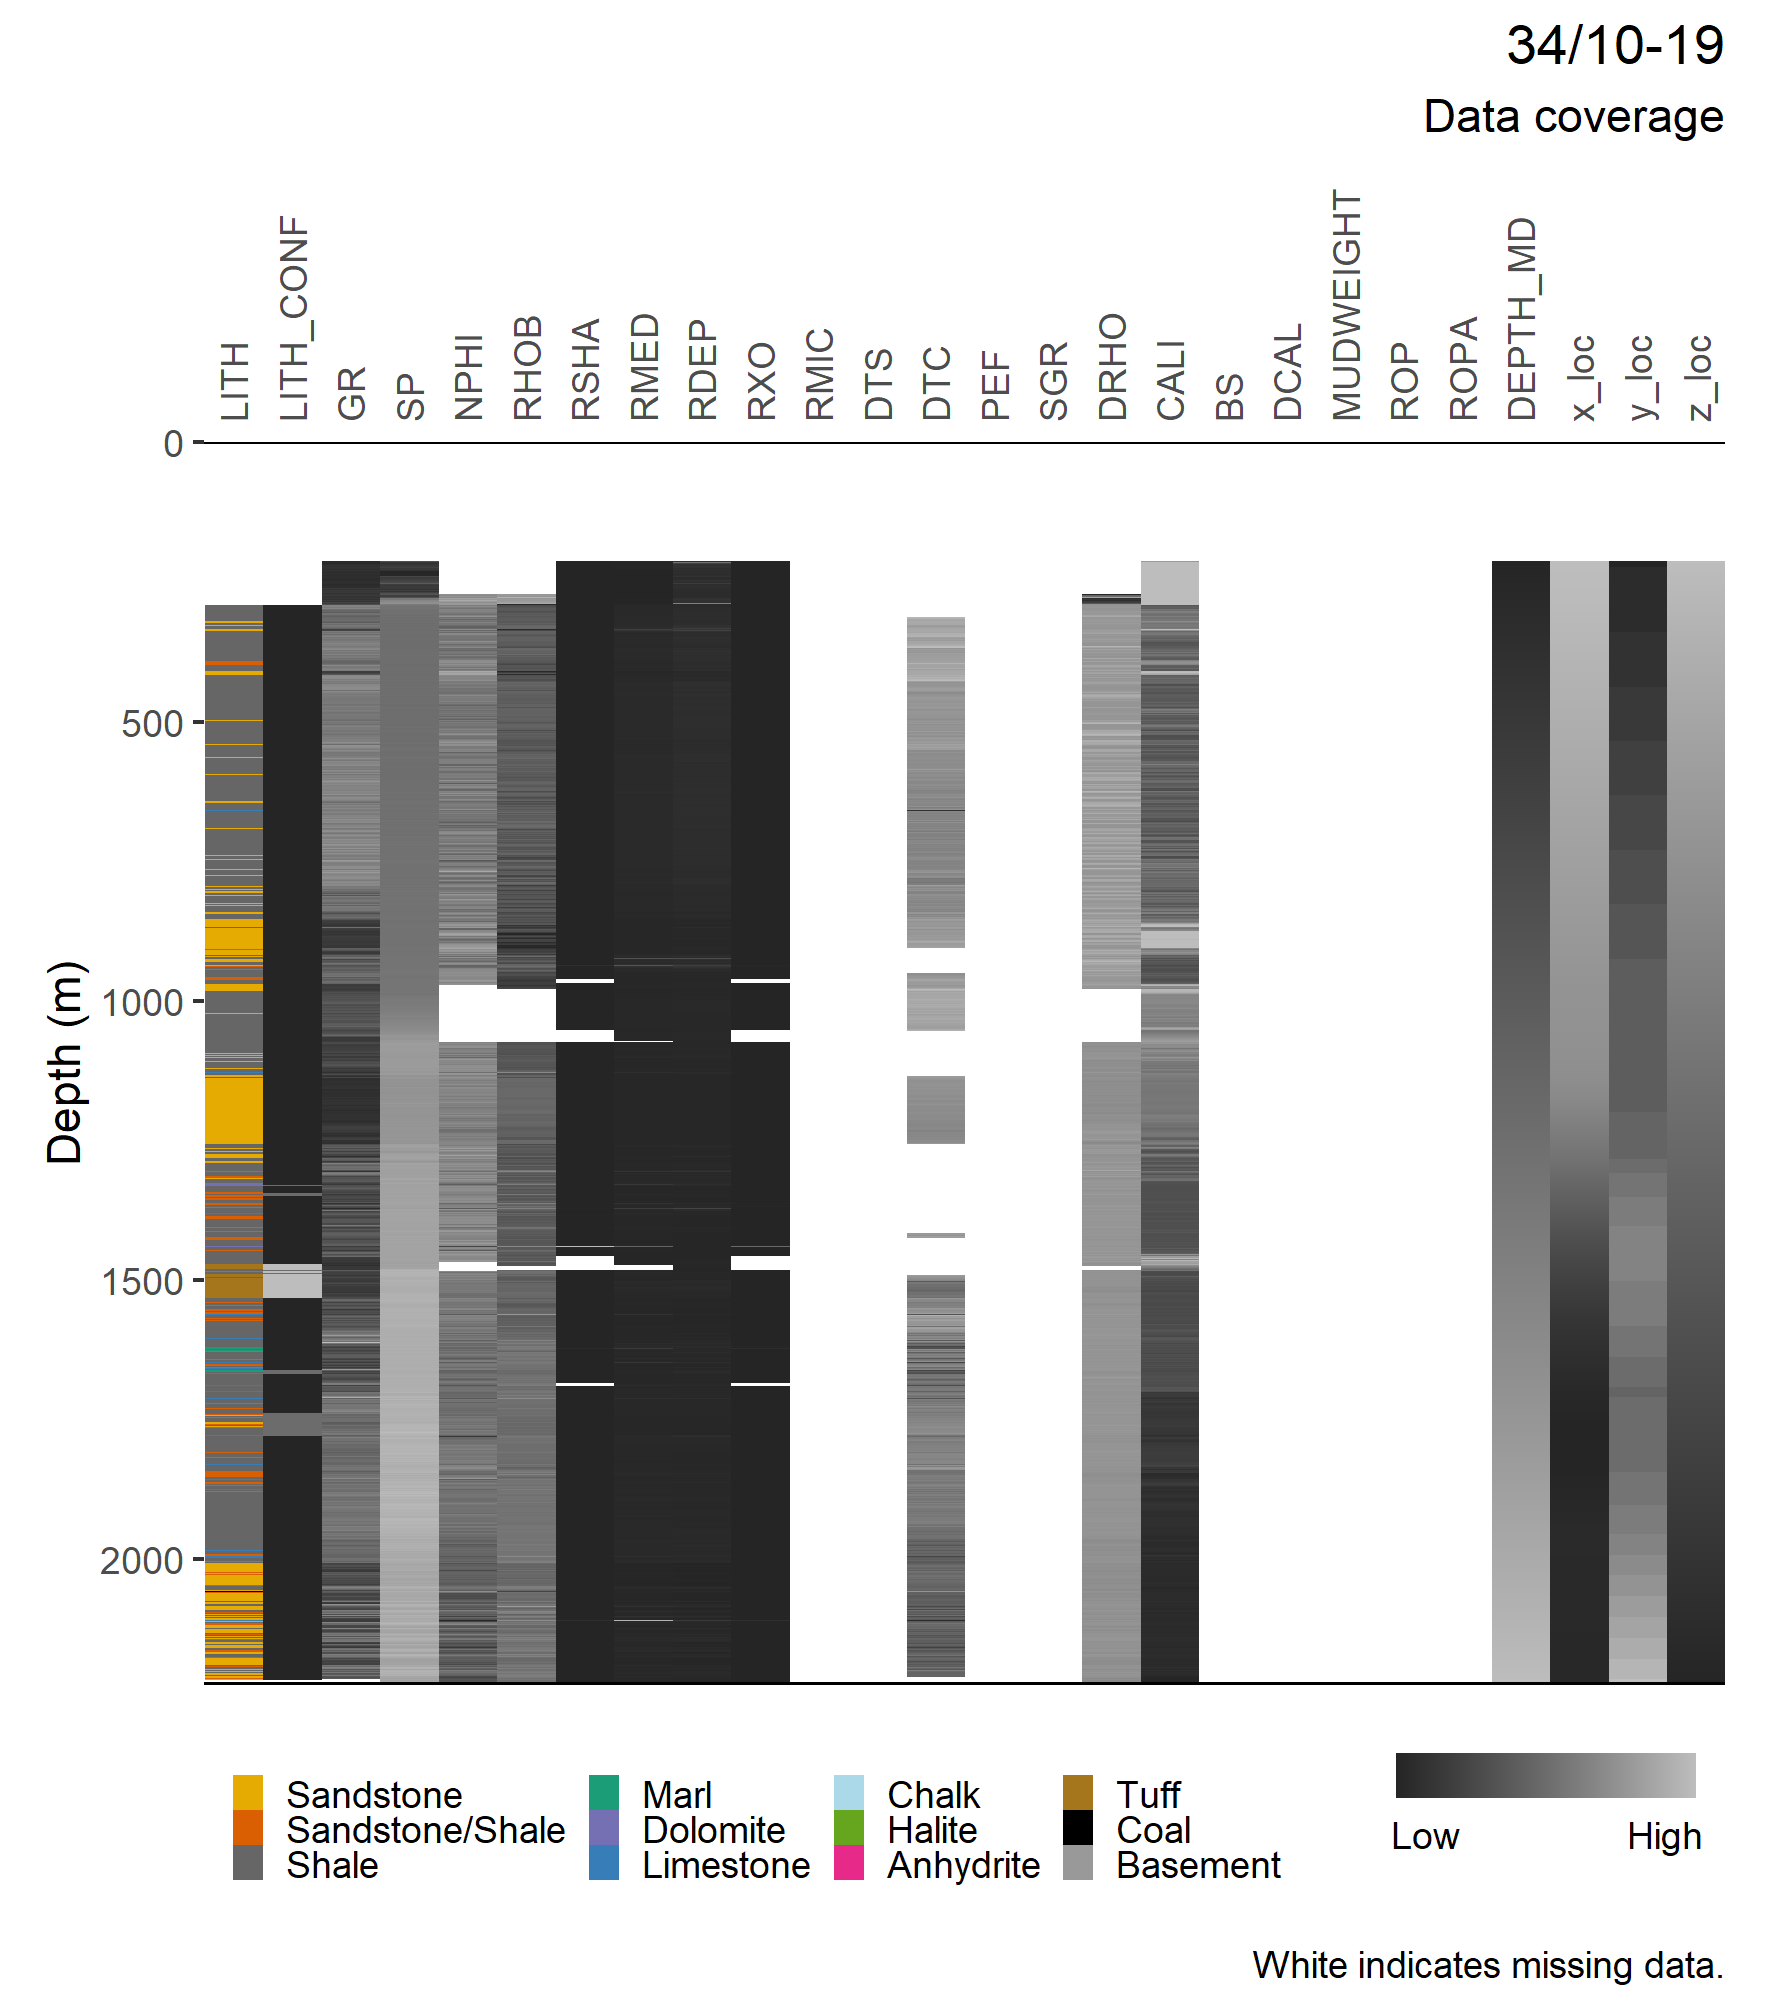 34/10-19
Data coverage
LITH
LITH_CONF
GR
SP
NPHI
RHOB
RSHA
RMED
RDEP
RXO
RMIC
DTS
DTC
PEF
SGR
DRHO
CALI
BS
DCAL
MUDWEIGHT
ROP
ROPA
DEPTH_MD
x_loc
y_loc
z_loc
0
500
1000
1500
2000
Depth (m)
Sandstone
Sandstone/Shale
Shale
Marl
Dolomite
Limestone
Chalk
Halite
Anhydrite
Tuff
Coal
Basement
Low High
White indicates missing data.